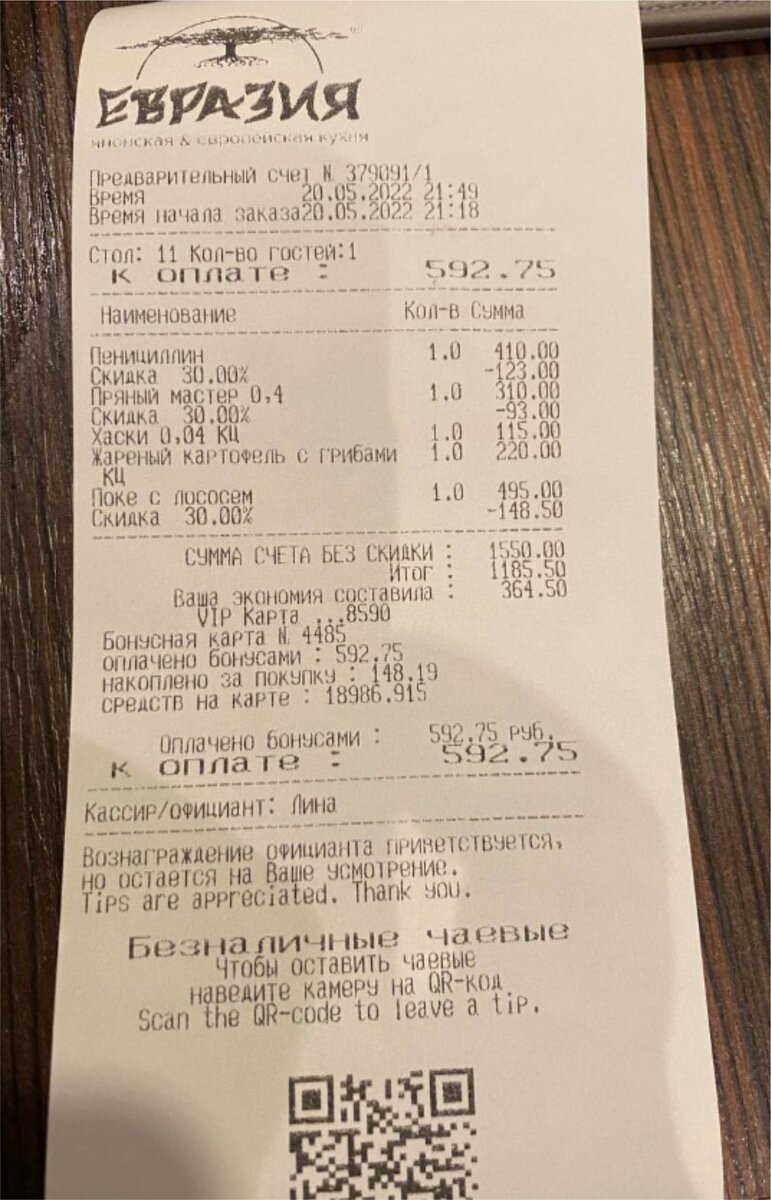 ЕВРАЗИЯ
японская & европейская кухня
Предварительный счет № 379091/1
Время 20.05.2022 21:49
Время начала заказа20.05.2022 21:18
Стол: 11 Кол-во гостей:1
к оплате : 592.75
Наименование Кол-в Сумма
Пенициллин 1.0 410.00
Скидка 30.00% -123.00
Пряный мастер 0,4 1.0 310.00
Скидка 30.00% -93.00
Хаски 0,04 КЦ 1.0 115.00
Жареный картофель с грибами 1.0 220.00
КЦ
Поке с лососем 1.0 495.00
Скидка 30.00% -148.50
СУММА СЧЕТА БЕЗ СКИДКИ : 1550.00
Итог : 1185.50
Ваша экономия составила : 364.50
VIP Карта ...8590
Бонусная карта № 4485
оплачено бонусами : 592.75
накоплено за покупку : 148.19
средств на карте : 18986.915
Оплачено бонусами : 592.75 руб.
к оплате : 592.75
Кассир/официант: Лина
Вознаграждение официанта приветствуется,
но остается на Ваше усмотрение.
Tips are appreciated. Thank you.
Безналичные чаевые
Чтобы оставить чаевые
наведите камеру на QR-код
Scan the QR-code to leave a tip.